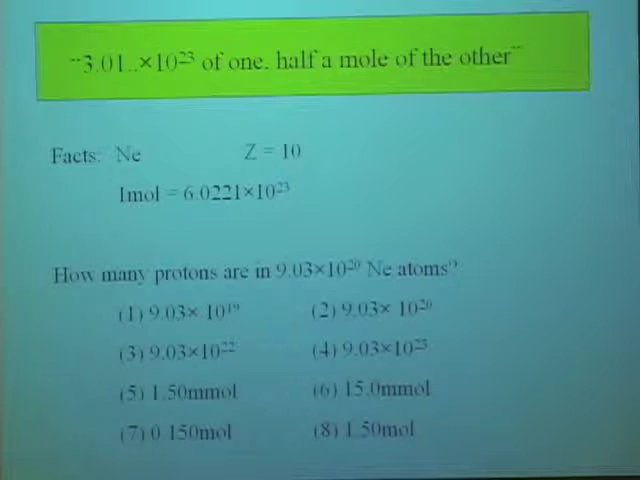 "3.01..×10²³ of one, half a mole of the other"
Facts: Ne Z = 10
1mol = 6.0221×10²³
How many protons are in 9.03×10²⁰ Ne atoms?
(1) 9.03× 10¹⁹ (2) 9.03× 10²⁰
(3) 9.03×10²² (4) 9.03×10²³
(5) 1.50mmol (6) 15.0mmol
(7) 0.150mol (8) 1.50mol